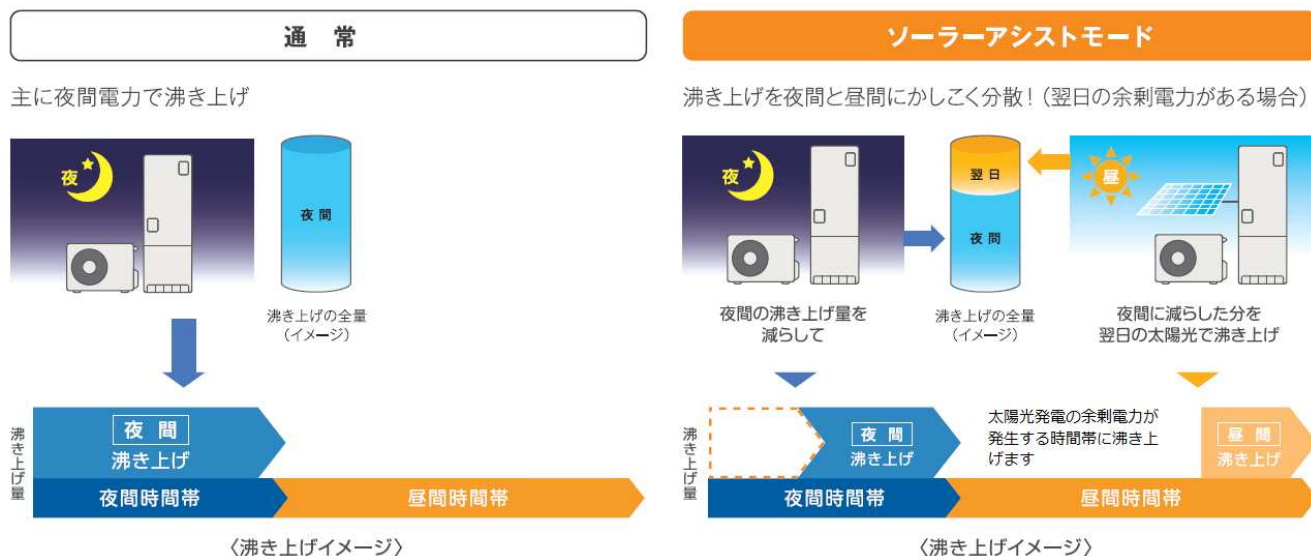 通 常
主に夜間電力で沸き上げ
夜
夜 間
沸き上げの全量
(イメージ)
沸き上げ量
夜 間
沸き上げ
夜間時間帯
昼間時間帯
〈沸き上げイメージ〉
ソーラーアシストモード
沸き上げを夜間と昼間にかしこく分散!(翌日の余剰電力がある場合)
夜
翌 日
夜 間
昼
夜間の沸き上げ量を
減らして
沸き上げの全量
(イメージ)
夜間に減らした分を
翌日の太陽光で沸き上げ
沸き上げ量
夜 間
沸き上げ
太陽光発電の余剰電力が
発生する時間帯に沸き上
げます
昼 間
沸き上げ
夜間時間帯
昼間時間帯
〈沸き上げイメージ〉